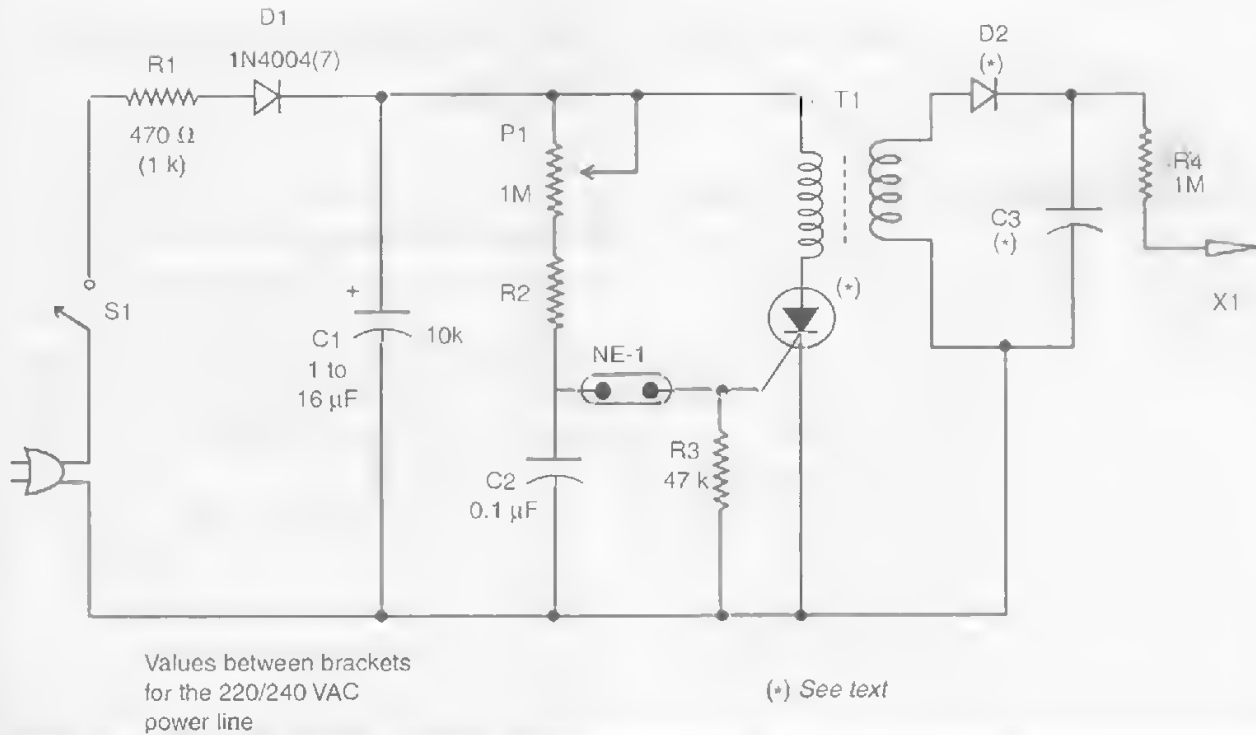 D1
1N4004(7)
R1
470 Ω
(1 k)
P1
1M
R2
T1
D2
(*)
R4
1M
C3
(*)
X1
S1
+
C1
1 to
16 µF
10k
NE-1
(*)
R3
47 k
C2
0.1 µF
Values between brackets
for the 220/240 VAC
power line
(*) See text